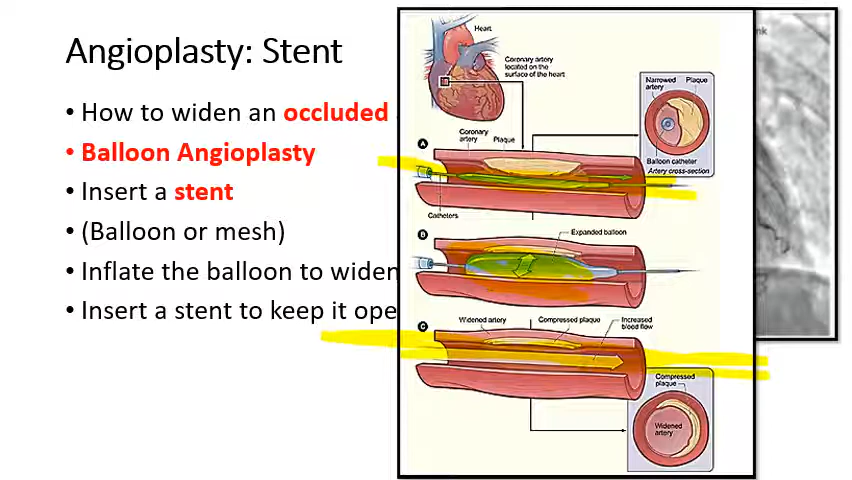 Angioplasty: Stent
• How to widen an occluded
• Balloon Angioplasty
• Insert a stent
• (Balloon or mesh)
• Inflate the balloon to widen
• Insert a stent to keep it ope
Heart
Coronary artery
located on the
surface of the heart
Narrowed
artery
Plaque
Balloon catheter
Artery cross-section
A
Coronary
artery
Plaque
Catheters
B
Expanded balloon
C
Widened artery
Compressed plaque
Increased
blood flow
Compressed
plaque
Widened
artery